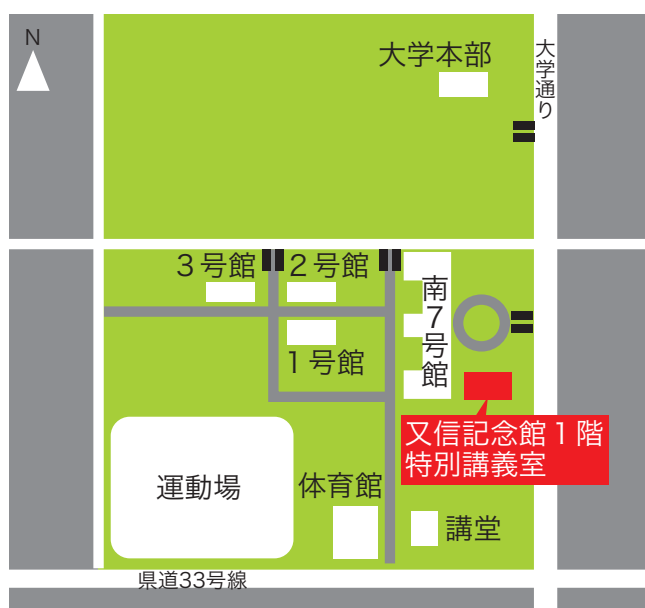 N
大学本部
大学通り
3号館
2号館
南7号館
1号館
又信記念館1階
特別講義室
運動場
体育館
講堂
県道33号線